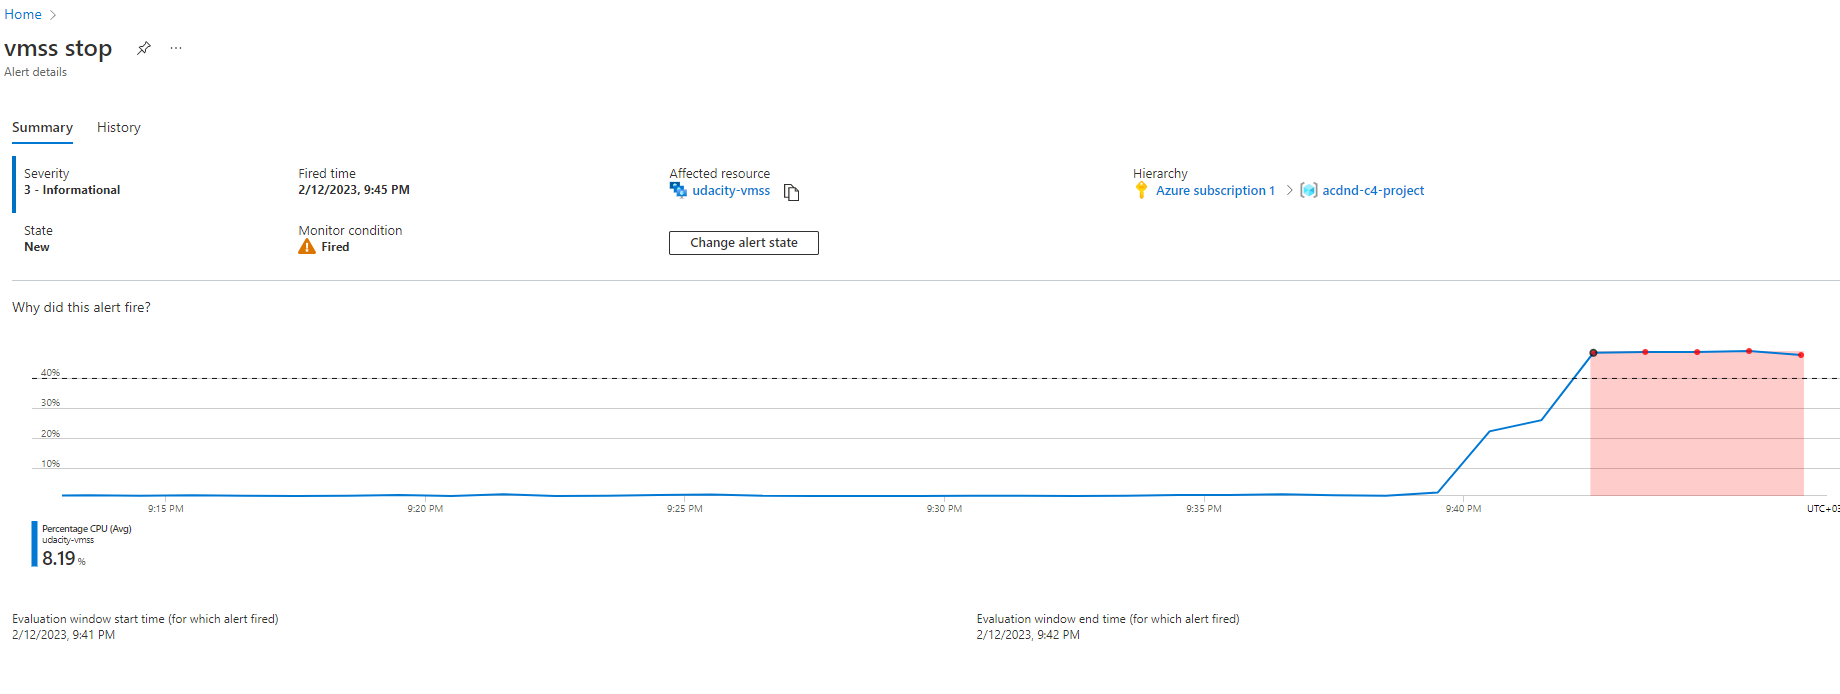 Home
vmss stop
Alert details
Summary History
Severity Fired time Affected resource Hierarchy
3 - Informational 2/12/2023, 9:45 PM udacity-vmss Azure subscription 1 acdnd-c4-project
State Monitor condition
New Fired Change alert state
Why did this alert fire?
40%
30%
20%
10%
9:15 PM 9:20 PM 9:25 PM 9:30 PM 9:35 PM 9:40 PM UTC+03
Percentage CPU (Avg)
udacity-vmss
8.19 %
Evaluation window start time (for which alert fired) Evaluation window end time (for which alert fired)
2/12/2023, 9:41 PM 2/12/2023, 9:42 PM